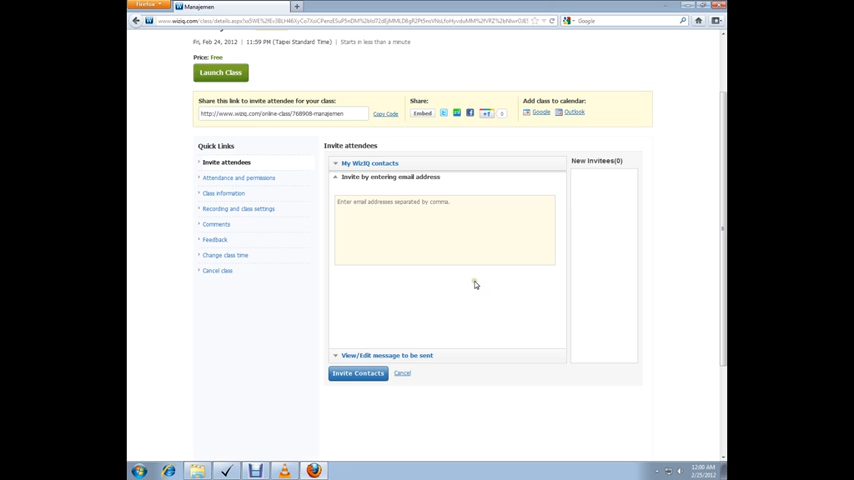 firefox
Manajemen
Google
Fri, Feb 24, 2012 | 11:59 PM (Taipei Standard Time) | Starts in less than a minute
Price: Free
Launch Class
Share this link to invite attendee for your class:
http://www.wiziq.com/online-class/768908-manajemen
Copy Code
Share:
Embed
+1
0
Add class to calendar:
Google
Outlook
Quick Links
Invite attendees
Attendance and permissions
Class information
Recording and class settings
Comments
Feedback
Change class time
Cancel class
Invite attendees
My WizIQ contacts
Invite by entering email address
Enter email addresses separated by comma.
View/Edit message to be sent
Invite Contacts
Cancel
New Invitees(0)
12:00 AM
2/25/2012